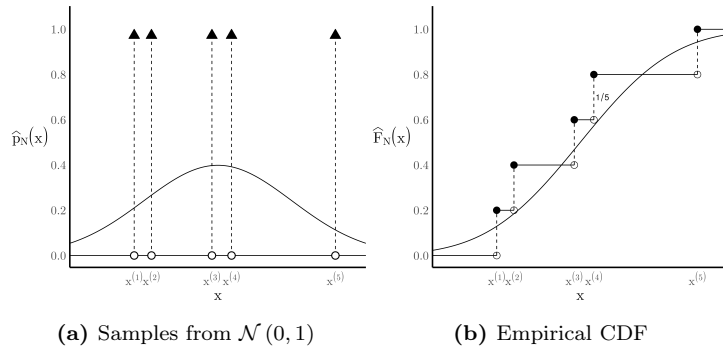 1.0
0.8
0.6
0.4
0.2
0.0
p̂_N(x)
x^(1) x^(2) x^(3) x^(4) x^(5)
x
(a) Samples from 𝒩(0, 1)
1.0
0.8
0.6
0.4
0.2
0.0
F̂_N(x)
1/5
x^(1) x^(2) x^(3) x^(4) x^(5)
x
(b) Empirical CDF